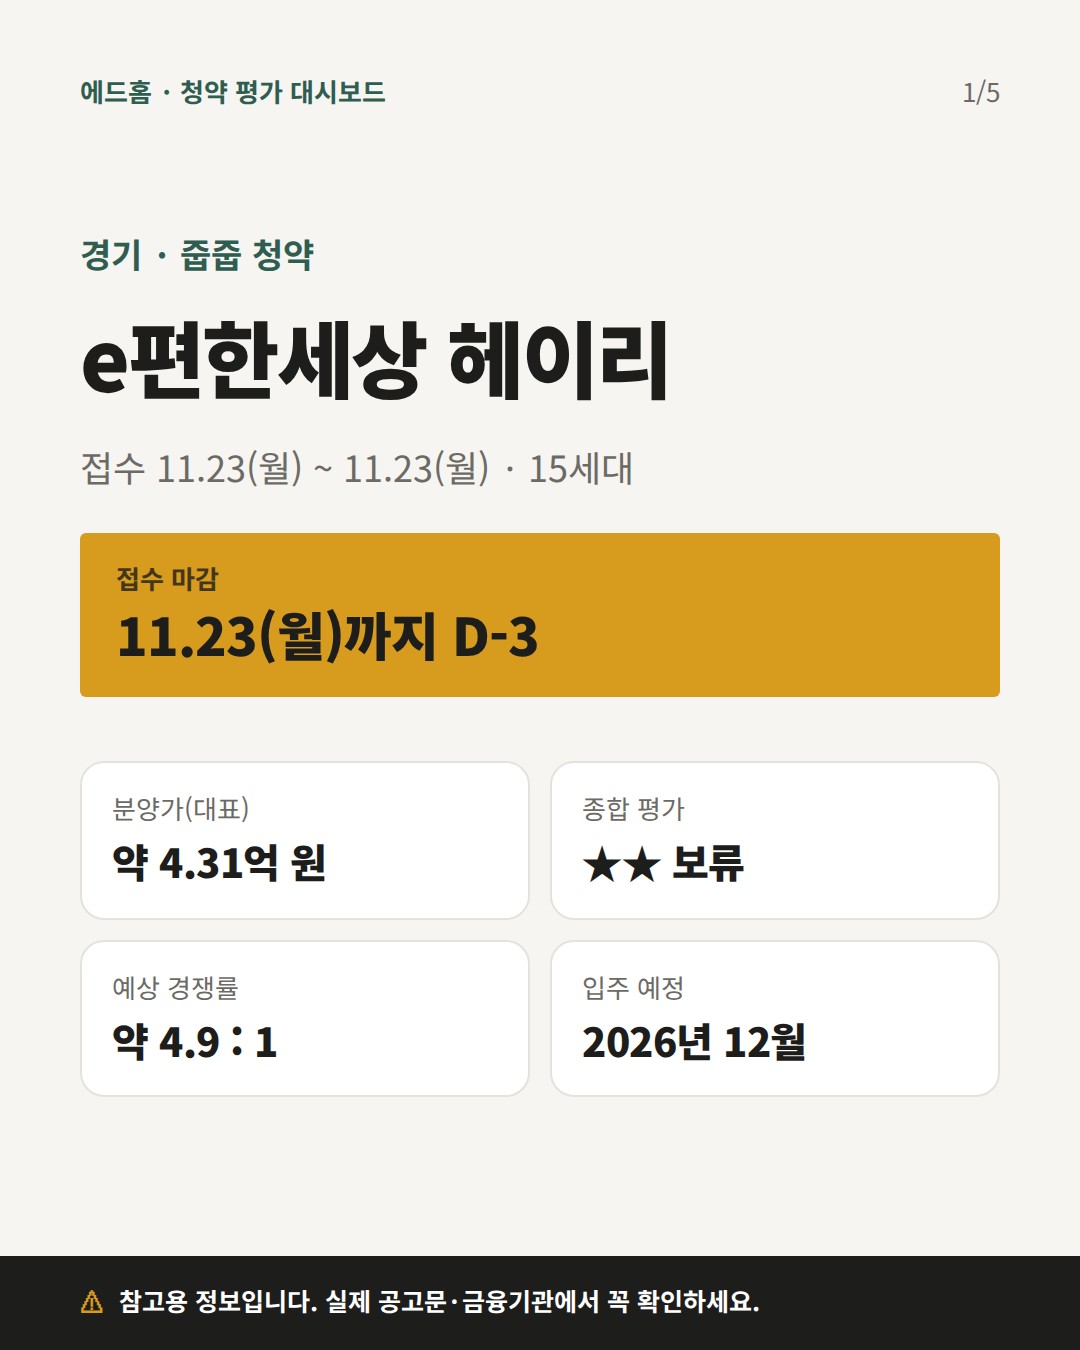 에드홈 · 청약 평가 대시보드
1/5
경기 · 줍줍 청약
e편한세상 헤이리
접수 11.23(월) ~ 11.23(월) · 15세대
접수 마감
11.23(월)까지 D-3
분양가(대표)
약 4.31억 원
종합 평가
★★ 보류
예상 경쟁률
약 4.9 : 1
입주 예정
2026년 12월
⚠ 참고용 정보입니다. 실제 공고문·금융기관에서 꼭 확인하세요.